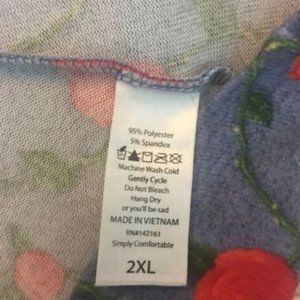 95% Polyester
5% Spandex
Machine Wash Cold
Gently Cycle
Do Not Bleach
Hang Dry
or you'll be sad
MADE IN VIETNAM
RN#142161
Simply Comfortable
2XL